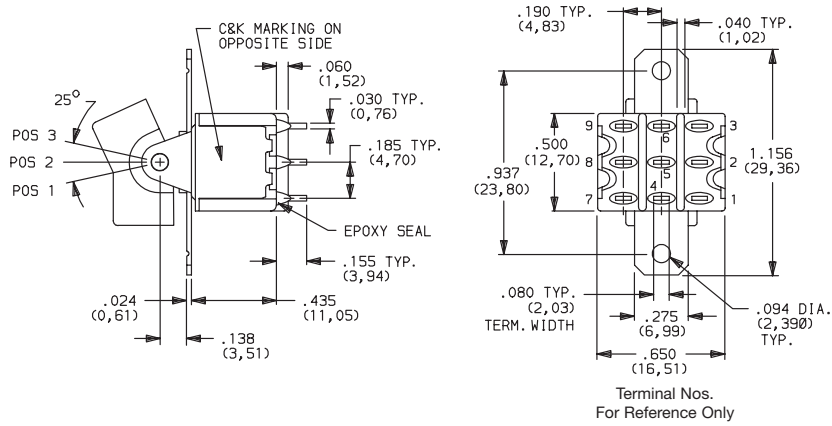 C&K MARKING ON
OPPOSITE SIDE
.060
(1,52)
.030 TYP.
(0,76)
25°
POS 3
POS 2
POS 1
.185 TYP.
(4,70)
EPOXY SEAL
.155 TYP.
(3,94)
.024
(0,61)
.435
(11,05)
.138
(3,51)
.190 TYP.
(4,83)
.040 TYP.
(1,02)
9
6
3
.500
(12,70)
8
5
2
1.156
(29,36)
.937
(23,80)
7
4
1
.080 TYP.
(2,03)
TERM. WIDTH
.275
(6,99)
.094 DIA.
(2,390)
TYP.
.650
(16,51)
Terminal Nos.
For Reference Only